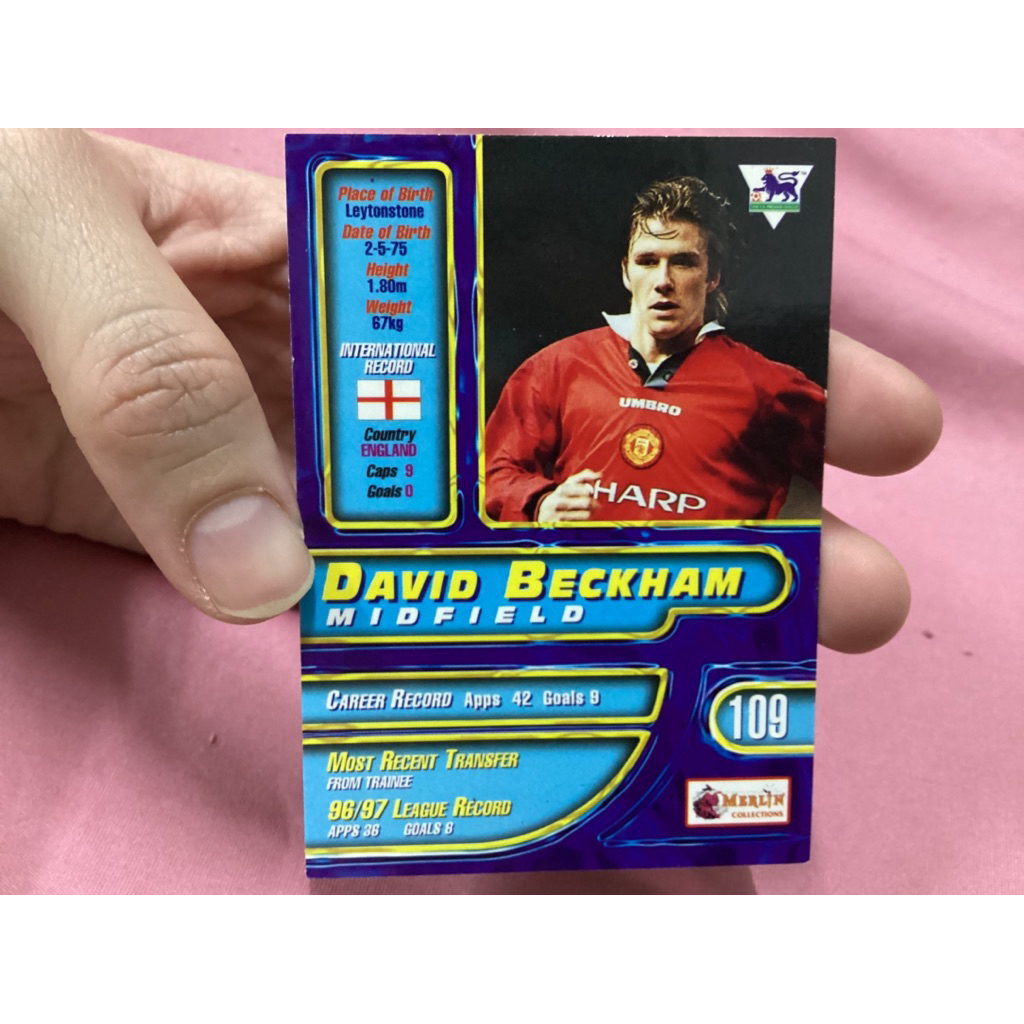 Place of Birth
Leytonstone
Date of Birth
2-5-75
Height
1.80m
Weight
67kg
INTERNATIONAL
RECORD
Country
ENGLAND
Caps 9
Goals 0
UMBRO
SHARP
DAVID BECKHAM
MIDFIELD
CAREER RECORD Apps 42 Goals 9
109
MOST RECENT TRANSFER
FROM TRAINEE
96/97 LEAGUE RECORD
APPS 36 GOALS 8
MERLIN
COLLECTIONS